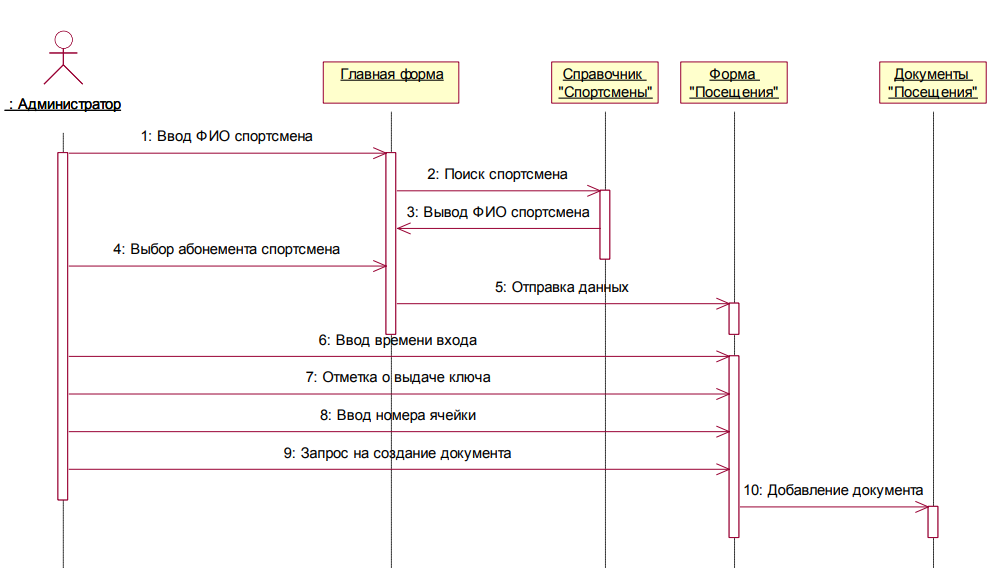 : Администратор
Главная форма
Справочник
"Спортсмены"
Форма
"Посещения"
Документы
"Посещения"
1: Ввод ФИО спортсмена
2: Поиск спортсмена
3: Вывод ФИО спортсмена
4: Выбор абонемента спортсмена
5: Отправка данных
6: Ввод времени входа
7: Отметка о выдаче ключа
8: Ввод номера ячейки
9: Запрос на создание документа
10: Добавление документа